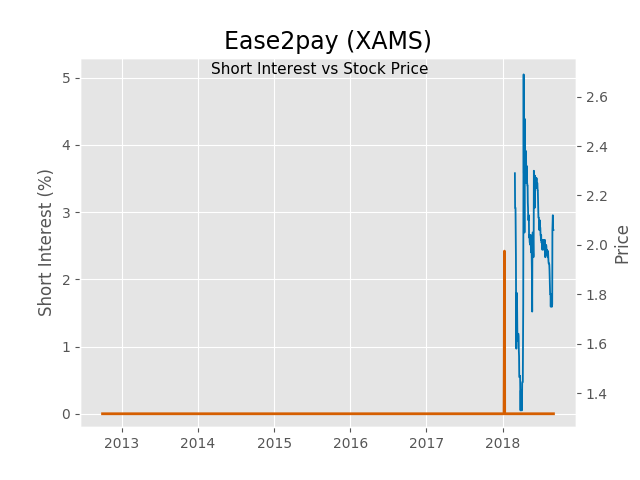 Ease2pay (XAMS)
Short Interest vs Stock Price
Short Interest (%)
5
4
3
2
1
0
2.6
2.4
2.2
2.0
1.8
1.6
1.4
Price
2013 2014 2015 2016 2017 2018